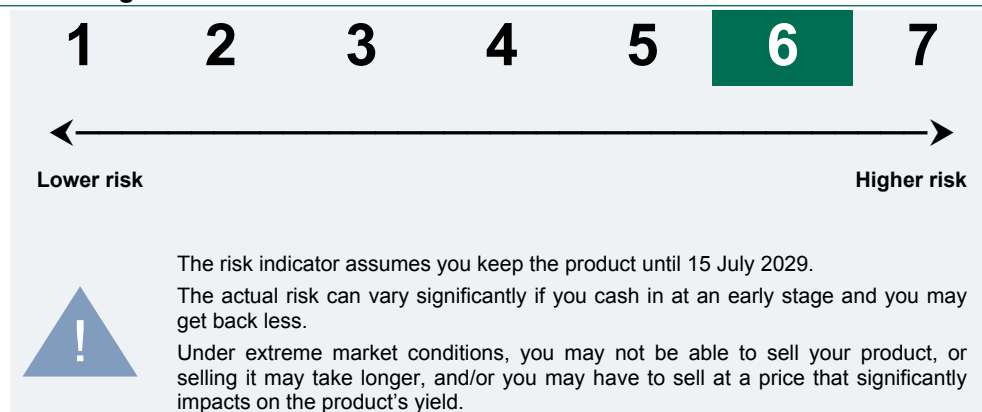 1 2 3 4 5 6 7
Lower risk Higher risk
The risk indicator assumes you keep the product until 15 July 2029.
The actual risk can vary significantly if you cash in at an early stage and you may
get back less.
!
Under extreme market conditions, you may not be able to sell your product, or
selling it may take longer, and/or you may have to sell at a price that significantly
impacts on the product's yield.